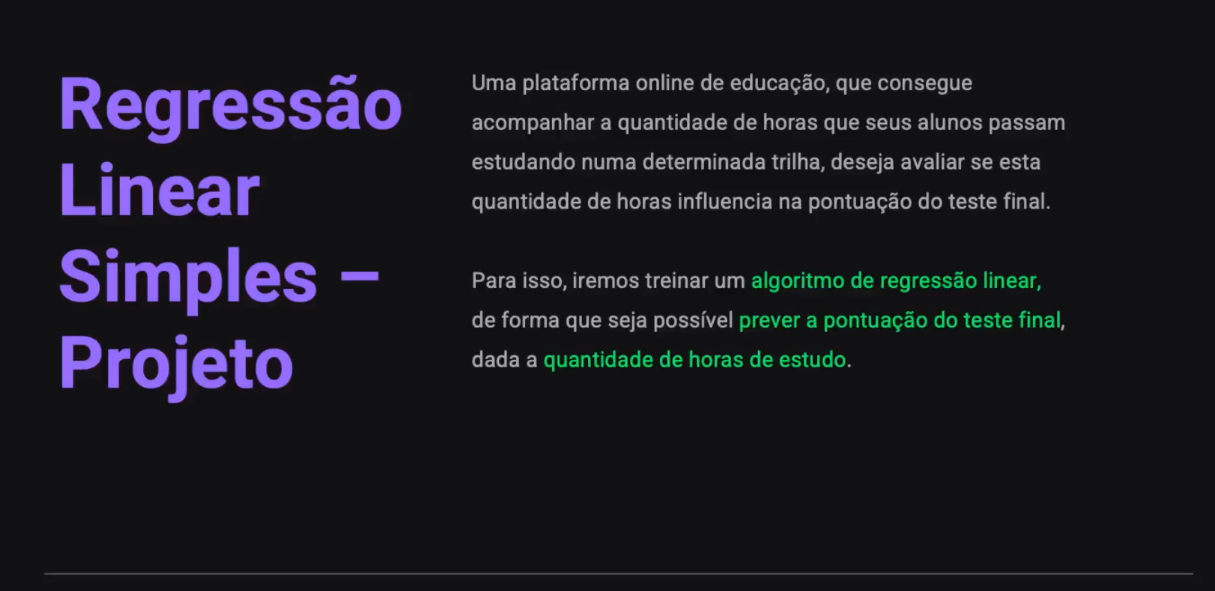 Regressão
Linear
Simples –
Projeto
Uma plataforma online de educação, que consegue
acompanhar a quantidade de horas que seus alunos passam
estudando numa determinada trilha, deseja avaliar se esta
quantidade de horas influencia na pontuação do teste final.
Para isso, iremos treinar um algoritmo de regressão linear,
de forma que seja possível prever a pontuação do teste final,
dada a quantidade de horas de estudo.